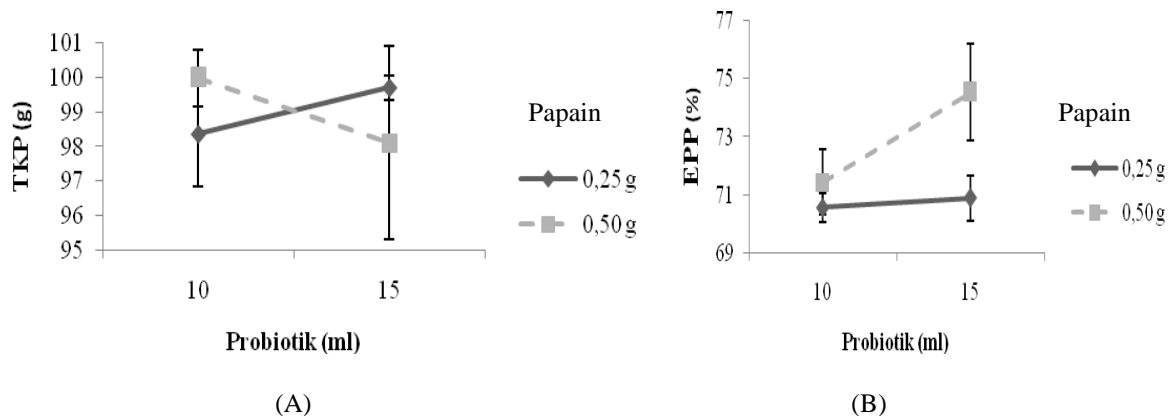 101
100
99
98
97
96
95
TKP (g)
10 15
Probiotik (ml)
Papain
0,25 g
0,50 g
(A)
77
75
73
71
69
EPP (%)
10 15
Probiotik (ml)
Papain
0,25 g
0,50 g
(B)